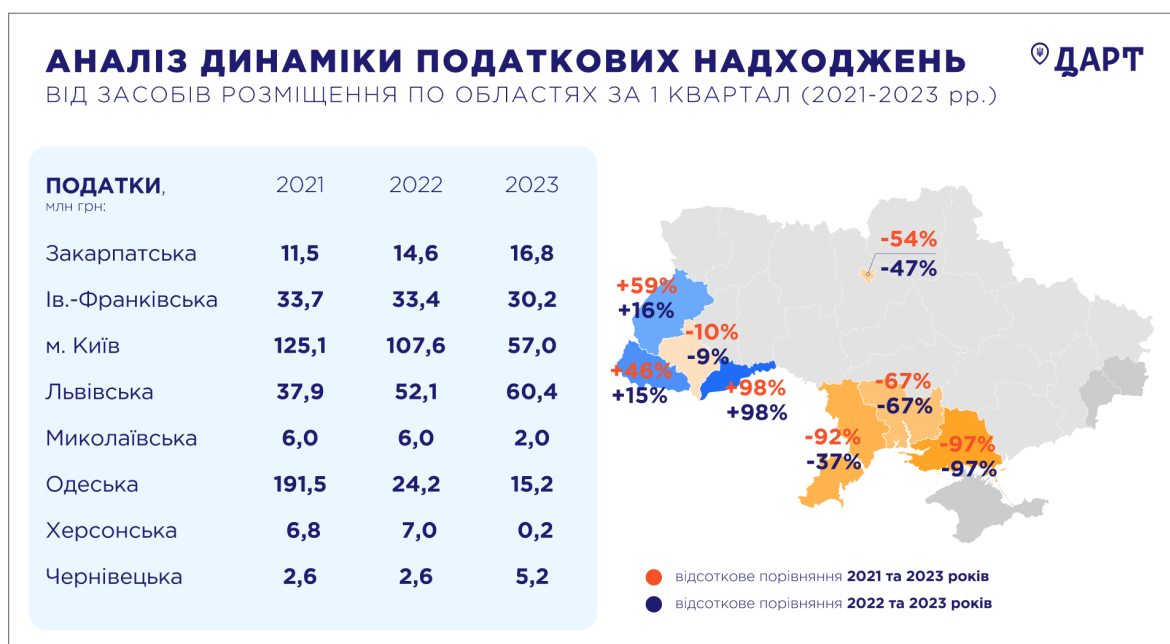 АНАЛІЗ ДИНАМІКИ ПОДАТКОВИХ НАДХОДЖЕНЬ
ДАРТ
ВІД ЗАСОБІВ РОЗМІЩЕННЯ ПО ОБЛАСТЯХ ЗА 1 КВАРТАЛ (2021-2023 рр.)
ПОДАТКИ, 2021 2022 2023
млн грн:
Закарпатська 11,5 14,6 16,8
Ів.-Франківська 33,7 33,4 30,2
м. Київ 125,1 107,6 57,0
Львівська 37,9 52,1 60,4
Миколаївська 6,0 6,0 2,0
Одеська 191,5 24,2 15,2
Херсонська 6,8 7,0 0,2
Чернівецька 2,6 2,6 5,2
-54%
-47%
+59%
+16%
-10%
-9%
+46%
+15%
+98%
+98%
-67%
-67%
-92%
-37%
-97%
-97%
відсоткове порівняння 2021 та 2023 років
відсоткове порівняння 2022 та 2023 років